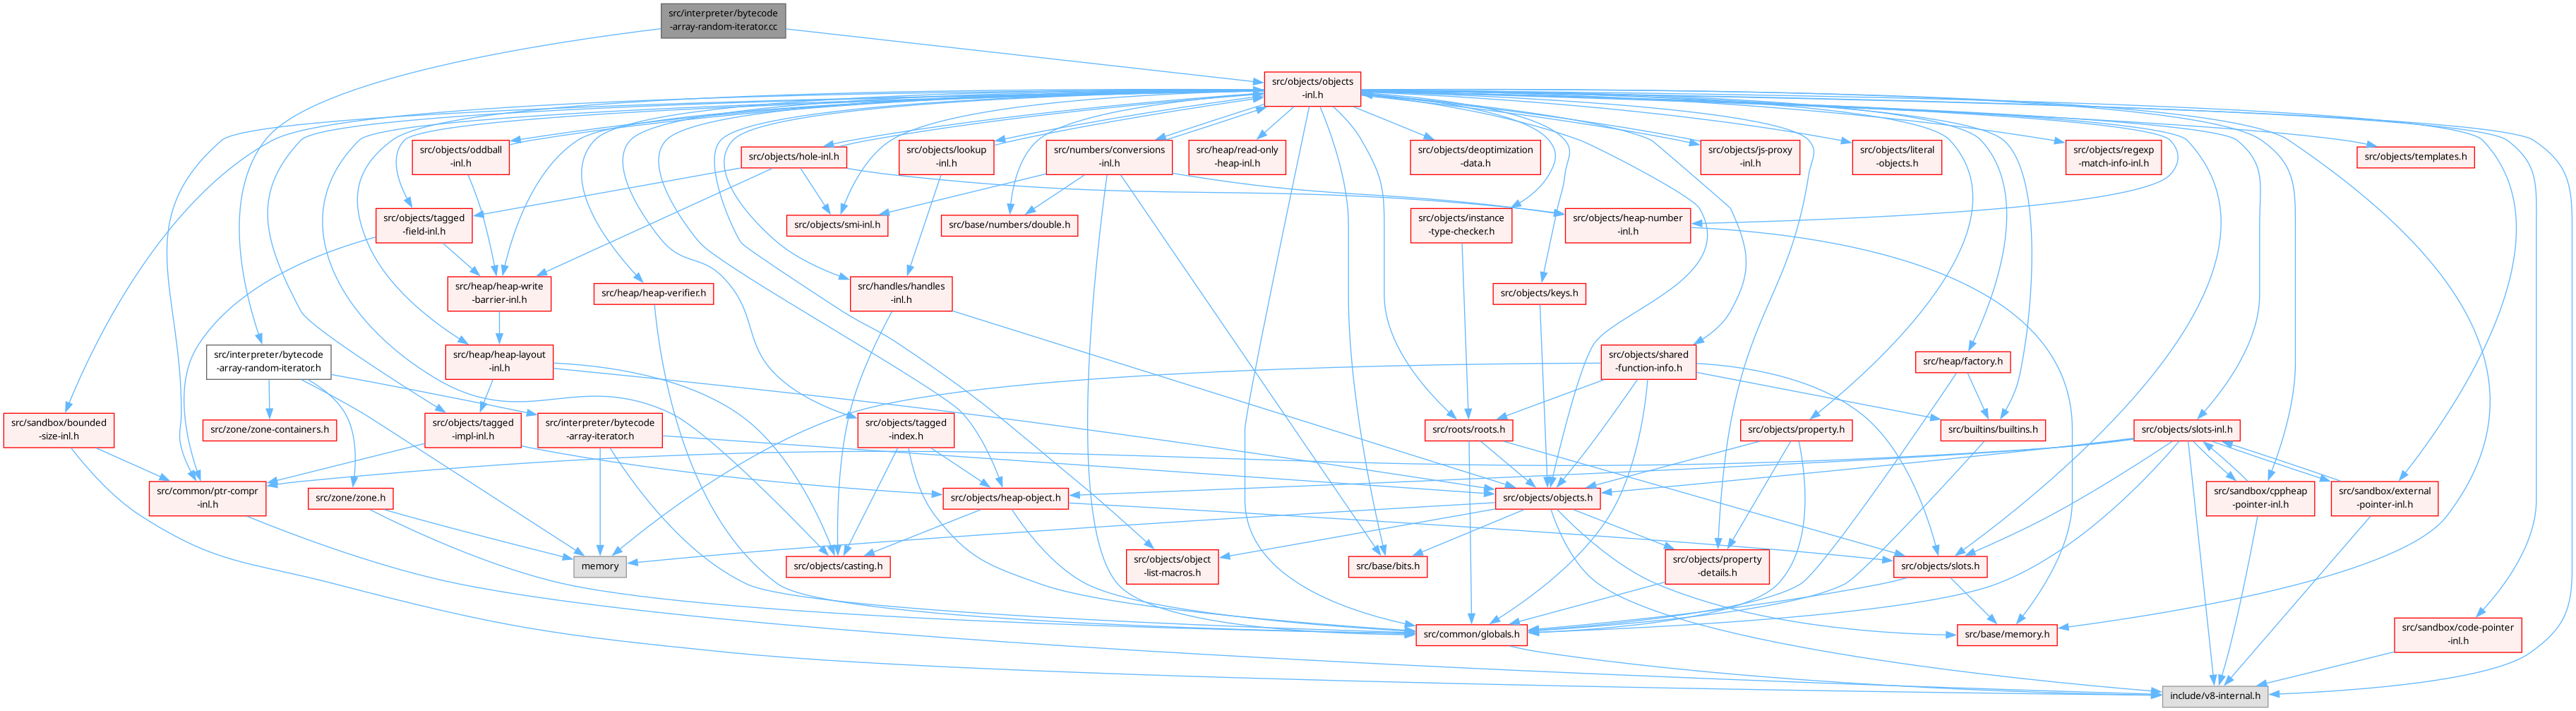 src/interpreter/bytecode
-array-random-iterator.cc
src/objects/objects
-inl.h
src/objects/oddball
-inl.h
src/objects/hole-inl.h
src/objects/lookup
-inl.h
src/numbers/conversions
-inl.h
src/heap/read-only
-heap-inl.h
src/objects/deoptimization
-data.h
src/objects/js-proxy
-inl.h
src/objects/literal
-objects.h
src/objects/regexp
-match-info-inl.h
src/objects/templates.h
src/objects/tagged
-field-inl.h
src/objects/smi-inl.h
src/base/numbers/double.h
src/objects/instance
-type-checker.h
src/objects/heap-number
-inl.h
src/heap/heap-write
-barrier-inl.h
src/heap/heap-verifier.h
src/handles/handles
-inl.h
src/objects/keys.h
src/interpreter/bytecode
-array-random-iterator.h
src/heap/heap-layout
-inl.h
src/objects/shared
-function-info.h
src/heap/factory.h
src/sandbox/bounded
-size-inl.h
src/zone/zone-containers.h
src/objects/tagged
-impl-inl.h
src/interpreter/bytecode
-array-iterator.h
src/objects/tagged
-index.h
src/roots/roots.h
src/objects/property.h
src/builtins/builtins.h
src/objects/slots-inl.h
src/common/ptr-compr
-inl.h
src/zone/zone.h
src/objects/heap-object.h
src/objects/objects.h
src/sandbox/cppheap
-pointer-inl.h
src/sandbox/external
-pointer-inl.h
memory
src/objects/casting.h
src/objects/object
-list-macros.h
src/base/bits.h
src/objects/property
-details.h
src/objects/slots.h
src/common/globals.h
src/base/memory.h
src/sandbox/code-pointer
-inl.h
include/v8-internal.h